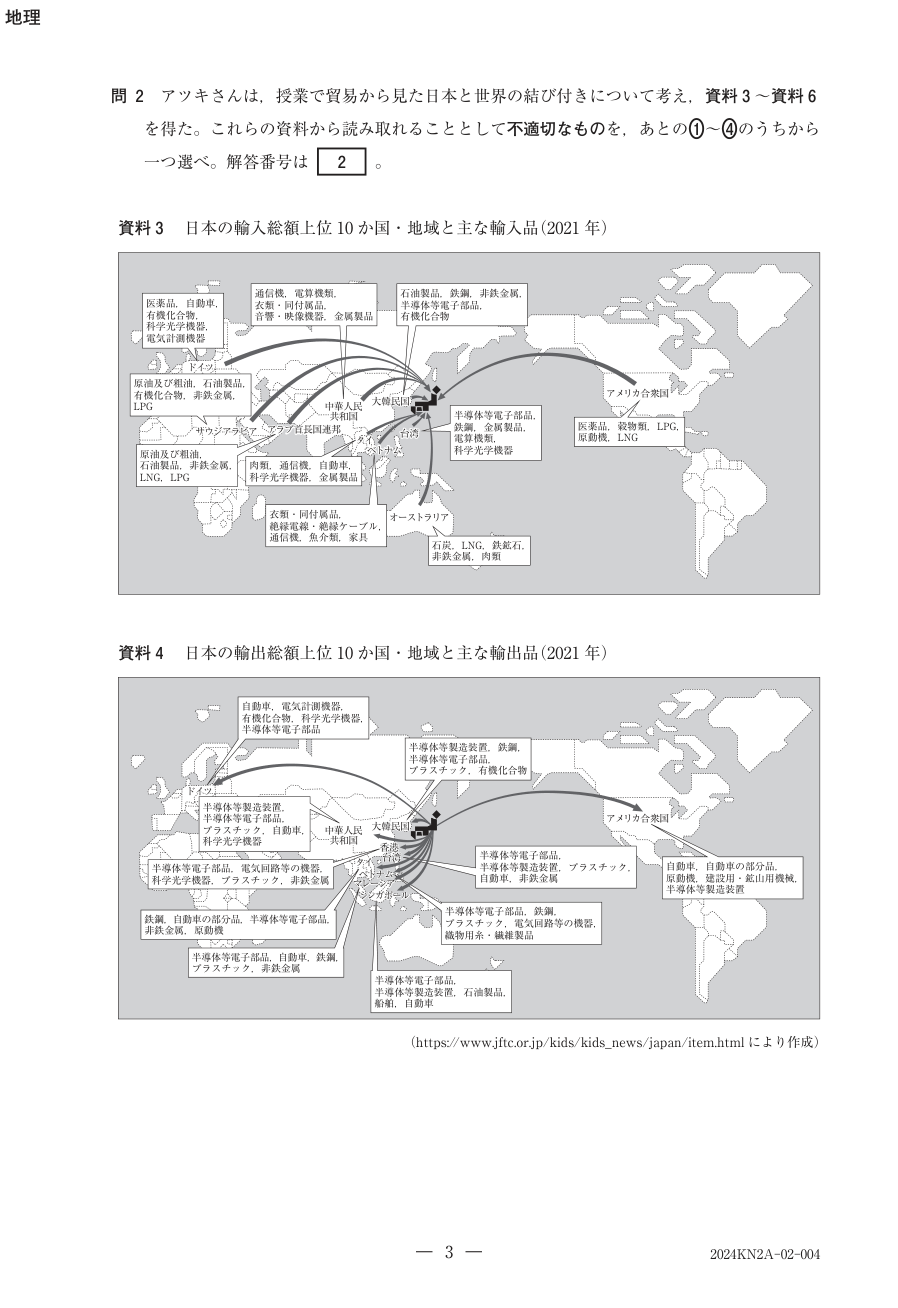 地理
問 2 アツキさんは，授業で貿易から見た日本と世界の結び付きについて考え，資料 3 ～資料 6
を得た。これらの資料から読み取れることとして不適切なものを，あとの①～④のうちから
一つ選べ。解答番号は 2 。
資料 3 日本の輸入総額上位 10 か国・地域と主な輸入品（2021 年）
医薬品，自動車，
有機化合物，
科学光学機器，
電気計測機器
ドイツ
通信機，電算機類，
衣類・同付属品，
音響・映像機器，金属製品
石油製品，鉄鋼，非鉄金属，
半導体等電子部品，
有機化合物
原油及び粗油，石油製品，
有機化合物，非鉄金属，
LPG
サウジアラビア
アラブ首長国連邦
中華人民
共和国
大韓民国
アメリカ合衆国
医薬品，穀物類，LPG，
原動機，LNG
半導体等電子部品，
鉄鋼，金属製品，
電算機類，
科学光学機器
台湾
タイ
ベトナム
原油及び粗油，
石油製品，非鉄金属，
LNG，LPG
肉類，通信機，自動車，
科学光学機器，金属製品
衣類・同付属品，
絶縁電線・絶縁ケーブル，
通信機，魚介類，家具
オーストラリア
石炭，LNG，鉄鉱石，
非鉄金属，肉類
資料 4 日本の輸出総額上位 10 か国・地域と主な輸出品（2021 年）
自動車，電気計測機器，
有機化合物，科学光学機器，
半導体等電子部品
半導体等製造装置，鉄鋼，
半導体等電子部品，
プラスチック，有機化合物
ドイツ
半導体等製造装置，
半導体等電子部品，
プラスチック，自動車，
科学光学機器
中華人民
共和国
大韓民国
アメリカ合衆国
香港
台湾
タイ
ベトナム
マレーシア
シンガポール
半導体等電子部品，電気回路等の機器，
科学光学機器，プラスチック，非鉄金属
半導体等電子部品，
半導体等製造装置，プラスチック，
自動車，非鉄金属
自動車，自動車の部分品，
原動機，建設用・鉱山用機械，
半導体等製造装置
鉄鋼，自動車の部分品，半導体等電子部品，
非鉄金属，原動機
半導体等電子部品，鉄鋼，
プラスチック，電気回路等の機器，
織物用糸・繊維製品
半導体等電子部品，自動車，鉄鋼，
プラスチック，非鉄金属
半導体等電子部品，
半導体等製造装置，石油製品，
船舶，自動車
（https://www.jftc.or.jp/kids/kids_news/japan/item.html により作成）
― 3 ―
2024KN2A-02-004